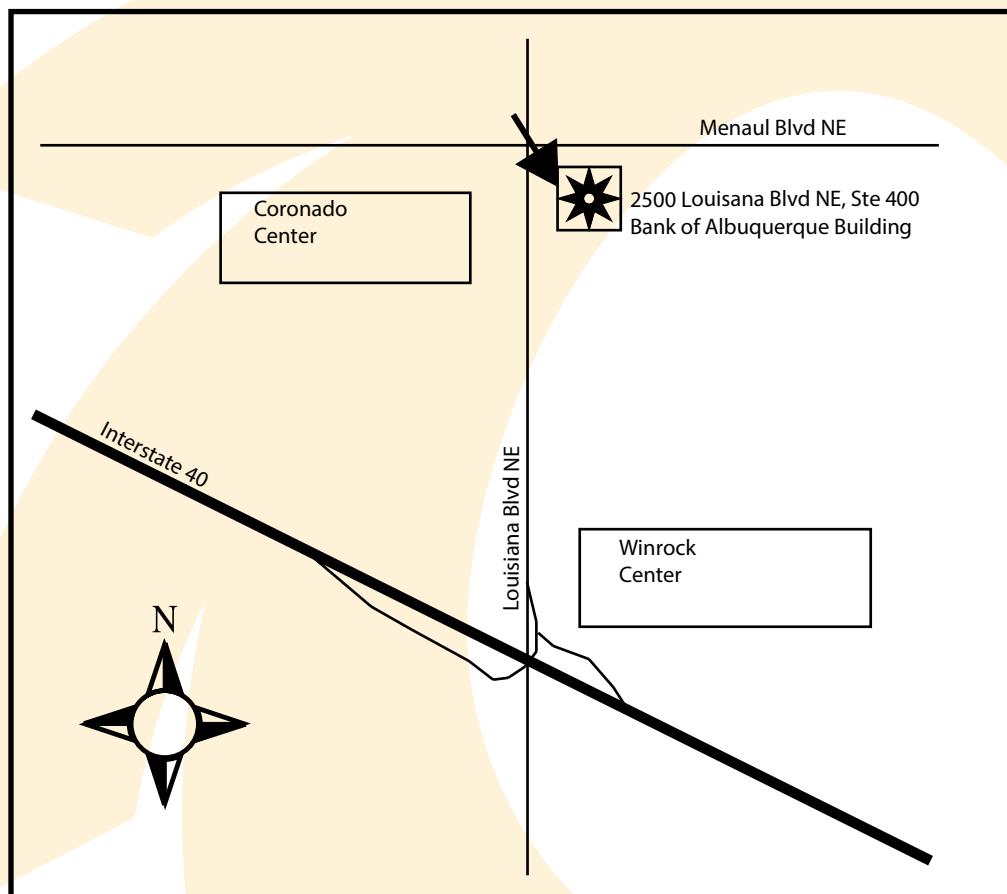 Menaul Blvd NE
Coronado
Center
2500 Louisana Blvd NE, Ste 400
Bank of Albuquerque Building
Interstate 40
Louisiana Blvd NE
Winrock
Center
N